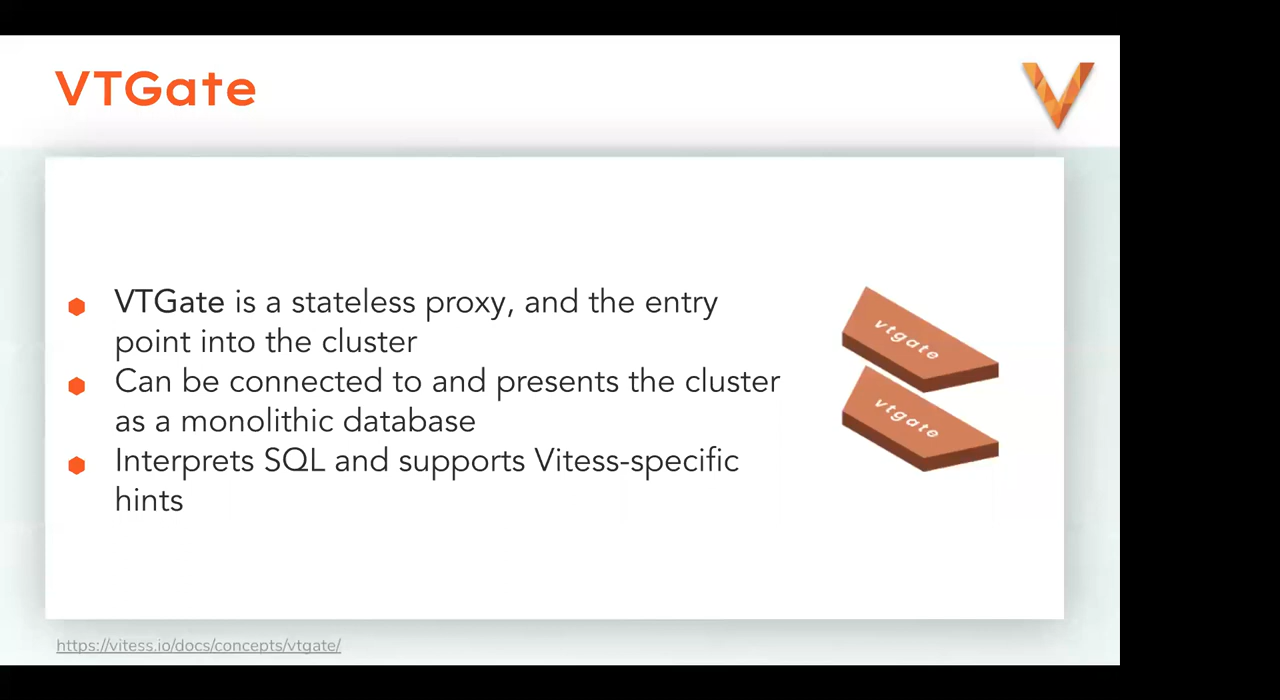 VTGate
VTGate is a stateless proxy, and the entry
point into the cluster
Can be connected to and presents the cluster
as a monolithic database
Interprets SQL and supports Vitess-specific
hints
vtgate
vtgate
https://vitess.io/docs/concepts/vtgate/